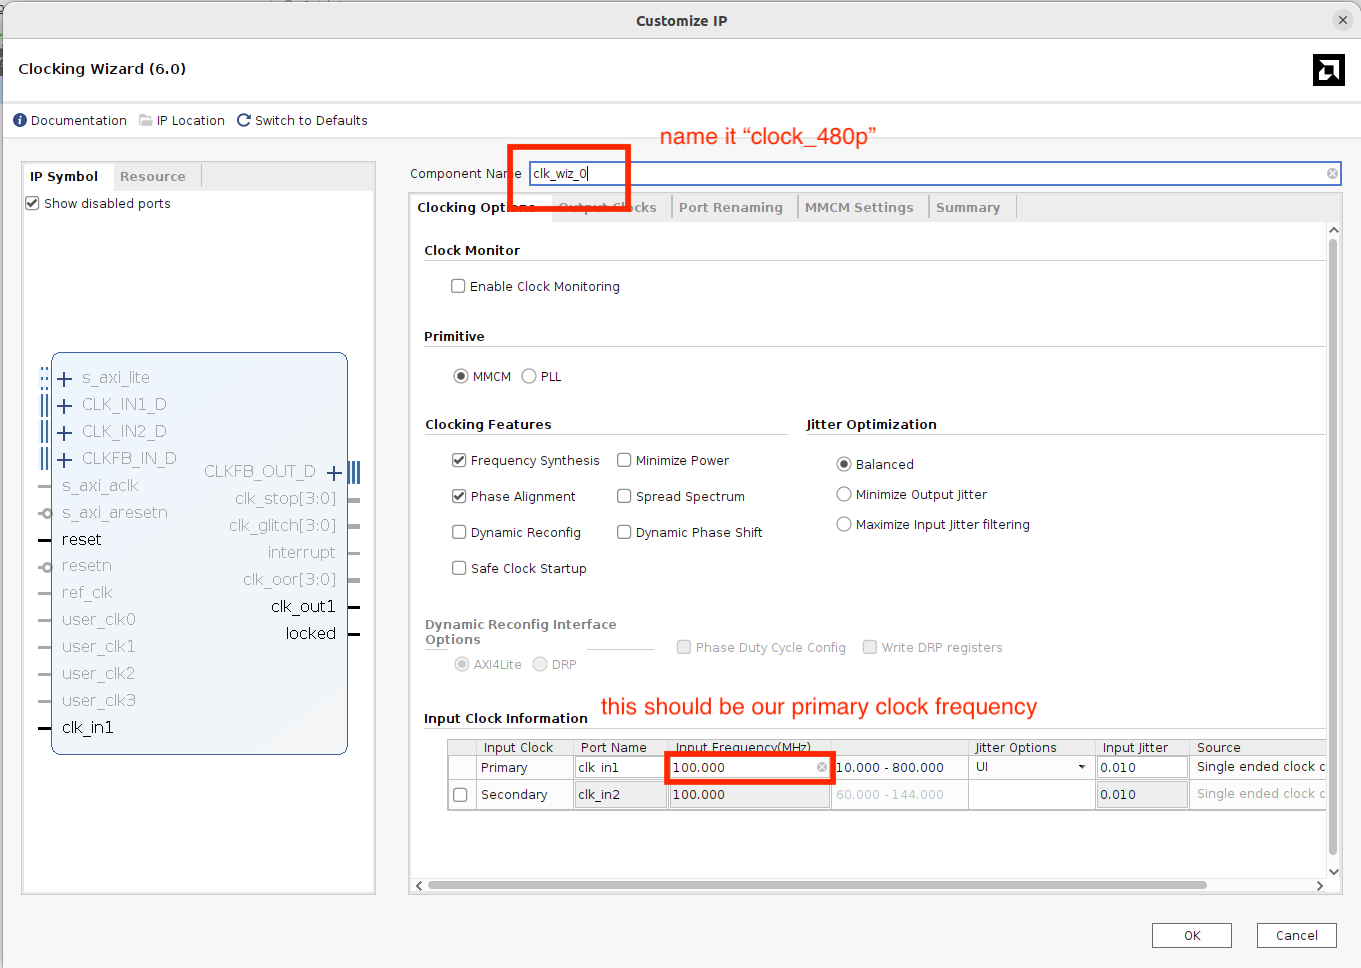 Customize IP
Clocking Wizard (6.0)
Documentation IP Location Switch to Defaults
name it “clock_480p”
IP Symbol Resource
Show disabled ports
s_axi_lite
CLK_IN1_D
CLK_IN2_D
CLKFB_IN_D
s_axi_aclk
s_axi_aresetn
reset
resetn
ref_clk
user_clk0
user_clk1
user_clk2
user_clk3
clk_in1
CLKFB_OUT_D
clk_stop[3:0]
clk_glitch[3:0]
interrupt
clk_oor[3:0]
clk_out1
locked
Component Name clk_wiz_0
Clocking Options Output Clocks Port Renaming MMCM Settings Summary
Clock Monitor
Enable Clock Monitoring
Primitive
MMCM PLL
Clocking Features
Frequency Synthesis Minimize Power
Phase Alignment Spread Spectrum
Dynamic Reconfig Dynamic Phase Shift
Safe Clock Startup
Jitter Optimization
Balanced
Minimize Output Jitter
Maximize Input Jitter filtering
Dynamic Reconfig Interface
Options
AXI4Lite DRP
Phase Duty Cycle Config Write DRP registers
this should be our primary clock frequency
Input Clock Information
Input Clock Port Name Input Frequency(MHz) Jitter Options Input Jitter Source
Primary clk_in1 100.000 10.000 - 800.000 UI 0.010 Single ended clock c
Secondary clk_in2 100.000 60.000 - 144.000 0.010 Single ended clock c
OK Cancel